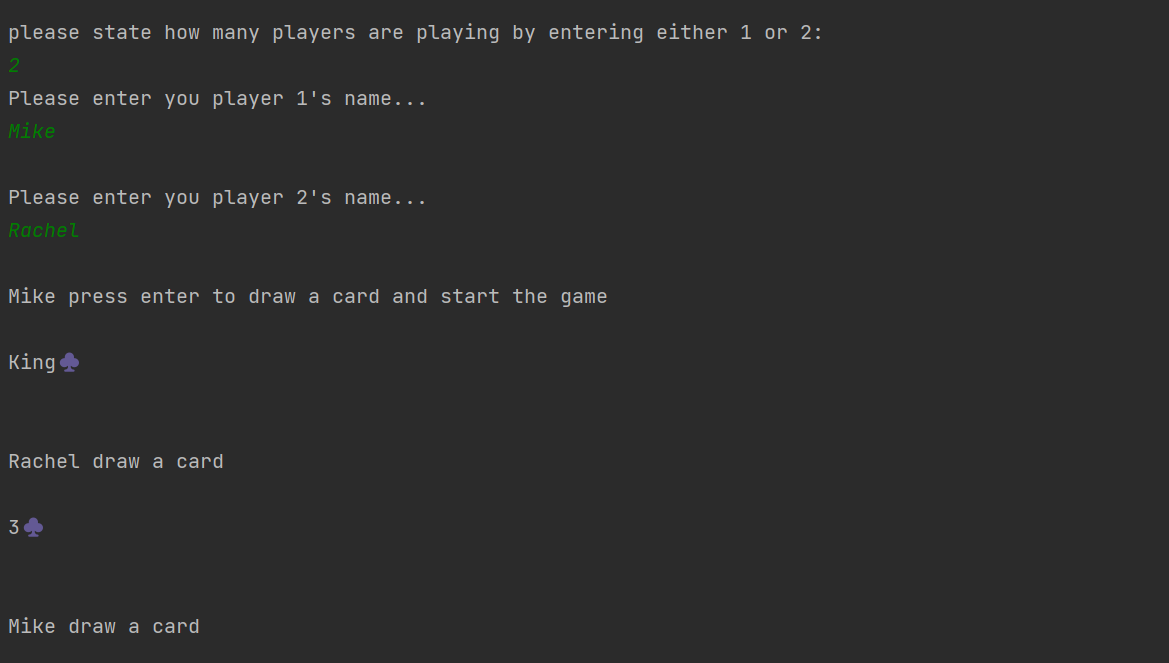 please state how many players are playing by entering either 1 or 2:
2
Please enter you player 1's name...
Mike
Please enter you player 2's name...
Rachel
Mike press enter to draw a card and start the game
King♣
Rachel draw a card
3♣
Mike draw a card